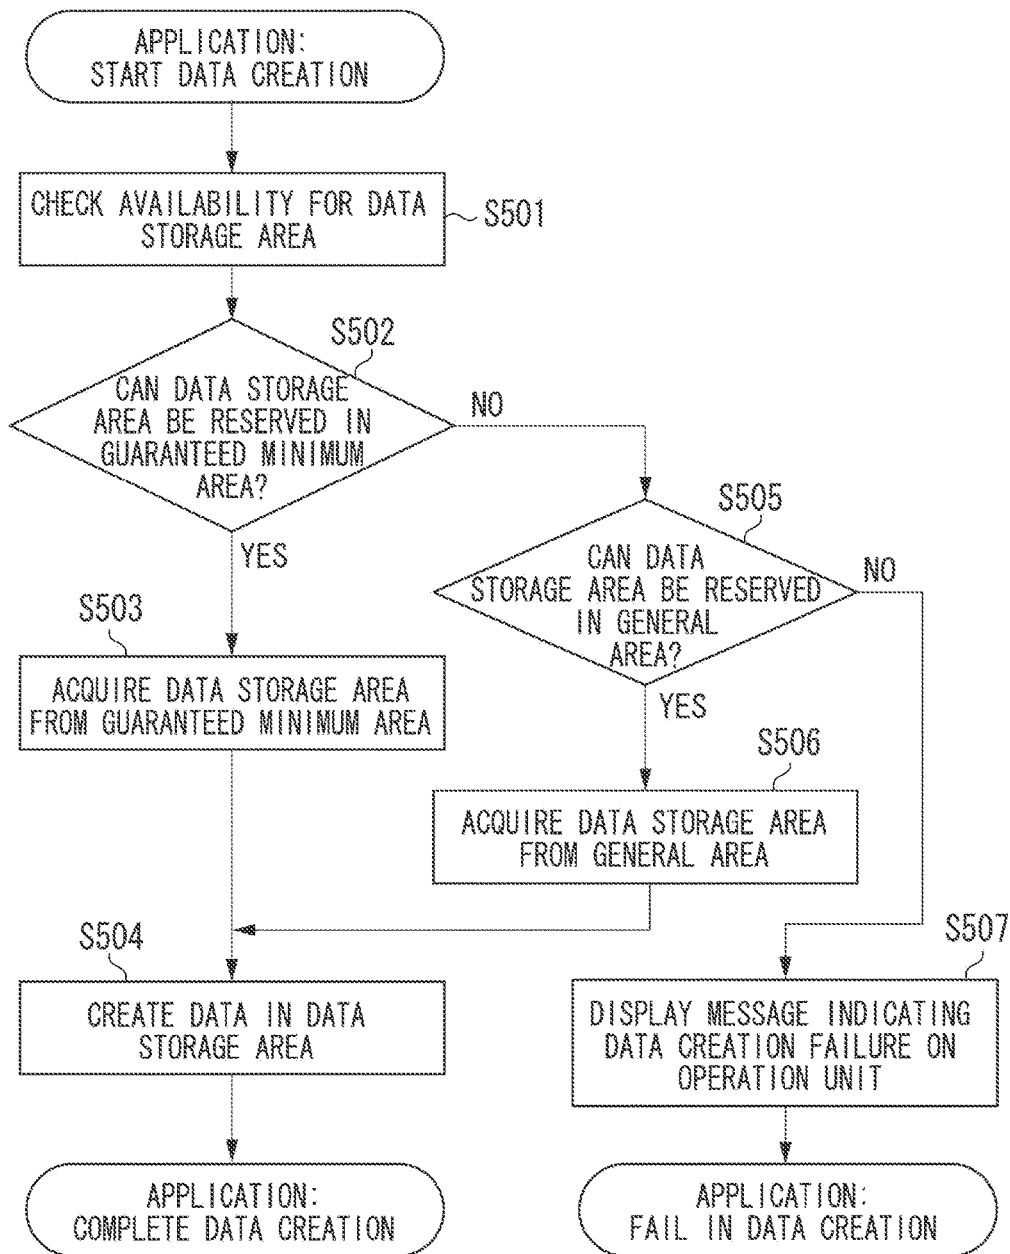 APPLICATION:
START DATA CREATION
CHECK AVAILABILITY FOR DATA
STORAGE AREA
S501
S502
CAN DATA STORAGE
AREA BE RESERVED IN
GUARANTEED MINIMUM
AREA?
NO
YES
S505
CAN DATA
STORAGE AREA BE RESERVED
IN GENERAL
AREA?
NO
YES
S503
ACQUIRE DATA STORAGE AREA
FROM GUARANTEED MINIMUM AREA
S506
ACQUIRE DATA STORAGE AREA
FROM GENERAL AREA
S504
CREATE DATA IN DATA
STORAGE AREA
S507
DISPLAY MESSAGE INDICATING
DATA CREATION FAILURE ON
OPERATION UNIT
APPLICATION:
COMPLETE DATA CREATION
APPLICATION:
FAIL IN DATA CREATION